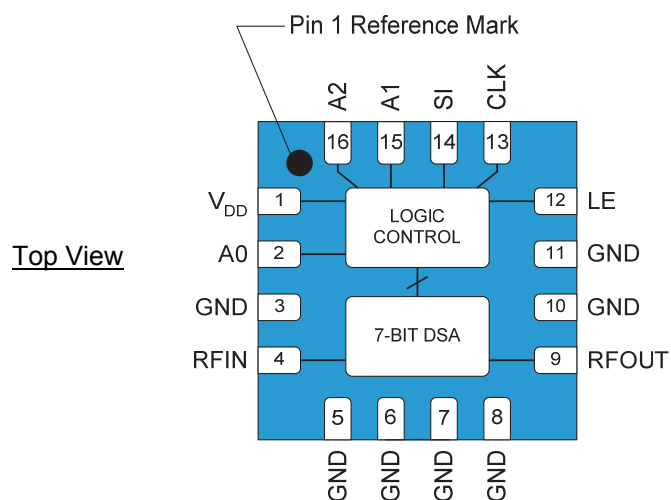 Pin 1 Reference Mark
A2 A1 SI CLK
16 15 14 13
V_DD 1
12 LE
LOGIC
CONTROL
A0 2
11 GND
Top View
GND 3
10 GND
7-BIT DSA
RFIN 4
9 RFOUT
5 6 7 8
GND GND GND GND